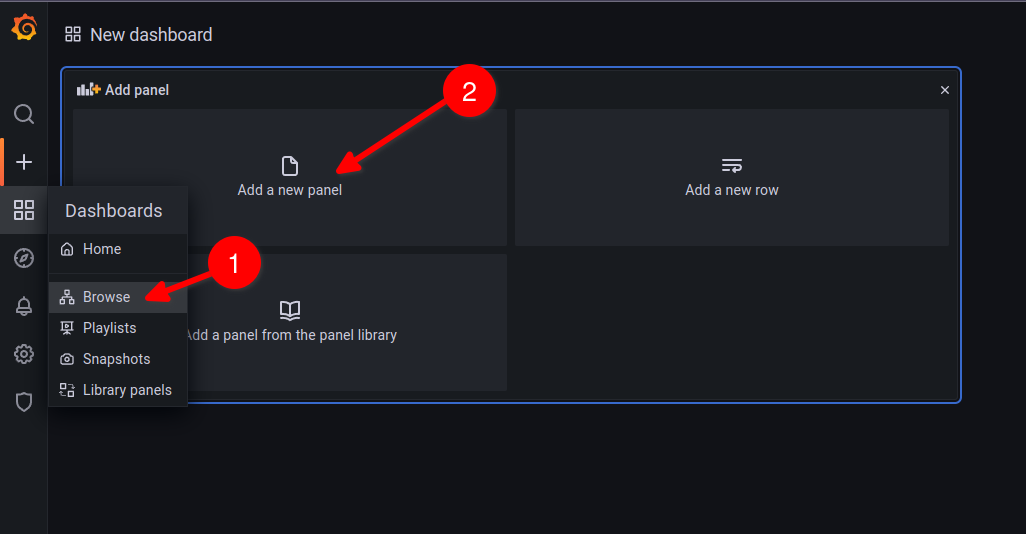 New dashboard
Add panel
2
Add a new panel
Add a new row
Dashboards
Home
1
Browse
Playlists
Add a panel from the panel library
Snapshots
Library panels